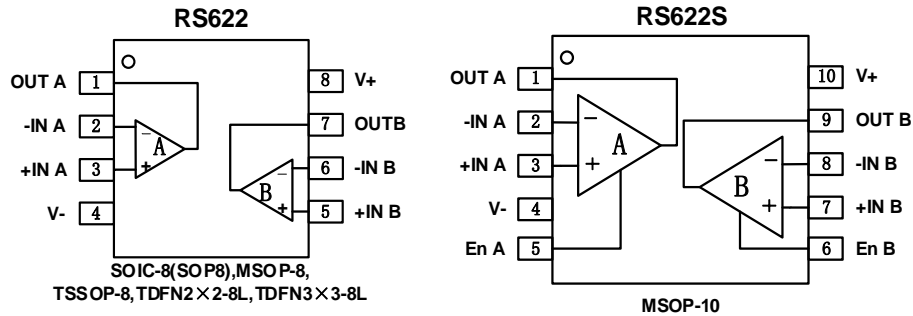 RS622
OUT A 1
8 V+
-IN A 2
7 OUTB
− A
+IN A 3
+
− 6 -IN B
B
V- 4
+ 5 +IN B
SOIC-8(SOP8),MSOP-8,
TSSOP-8,TDFN2×2-8L,TDFN3×3-8L
RS622S
OUT A 1
10 V+
-IN A 2
−
9 OUT B
A
+IN A 3
+
− 8 -IN B
B
V- 4
+ 7 +IN B
En A 5
6 En B
MSOP-10